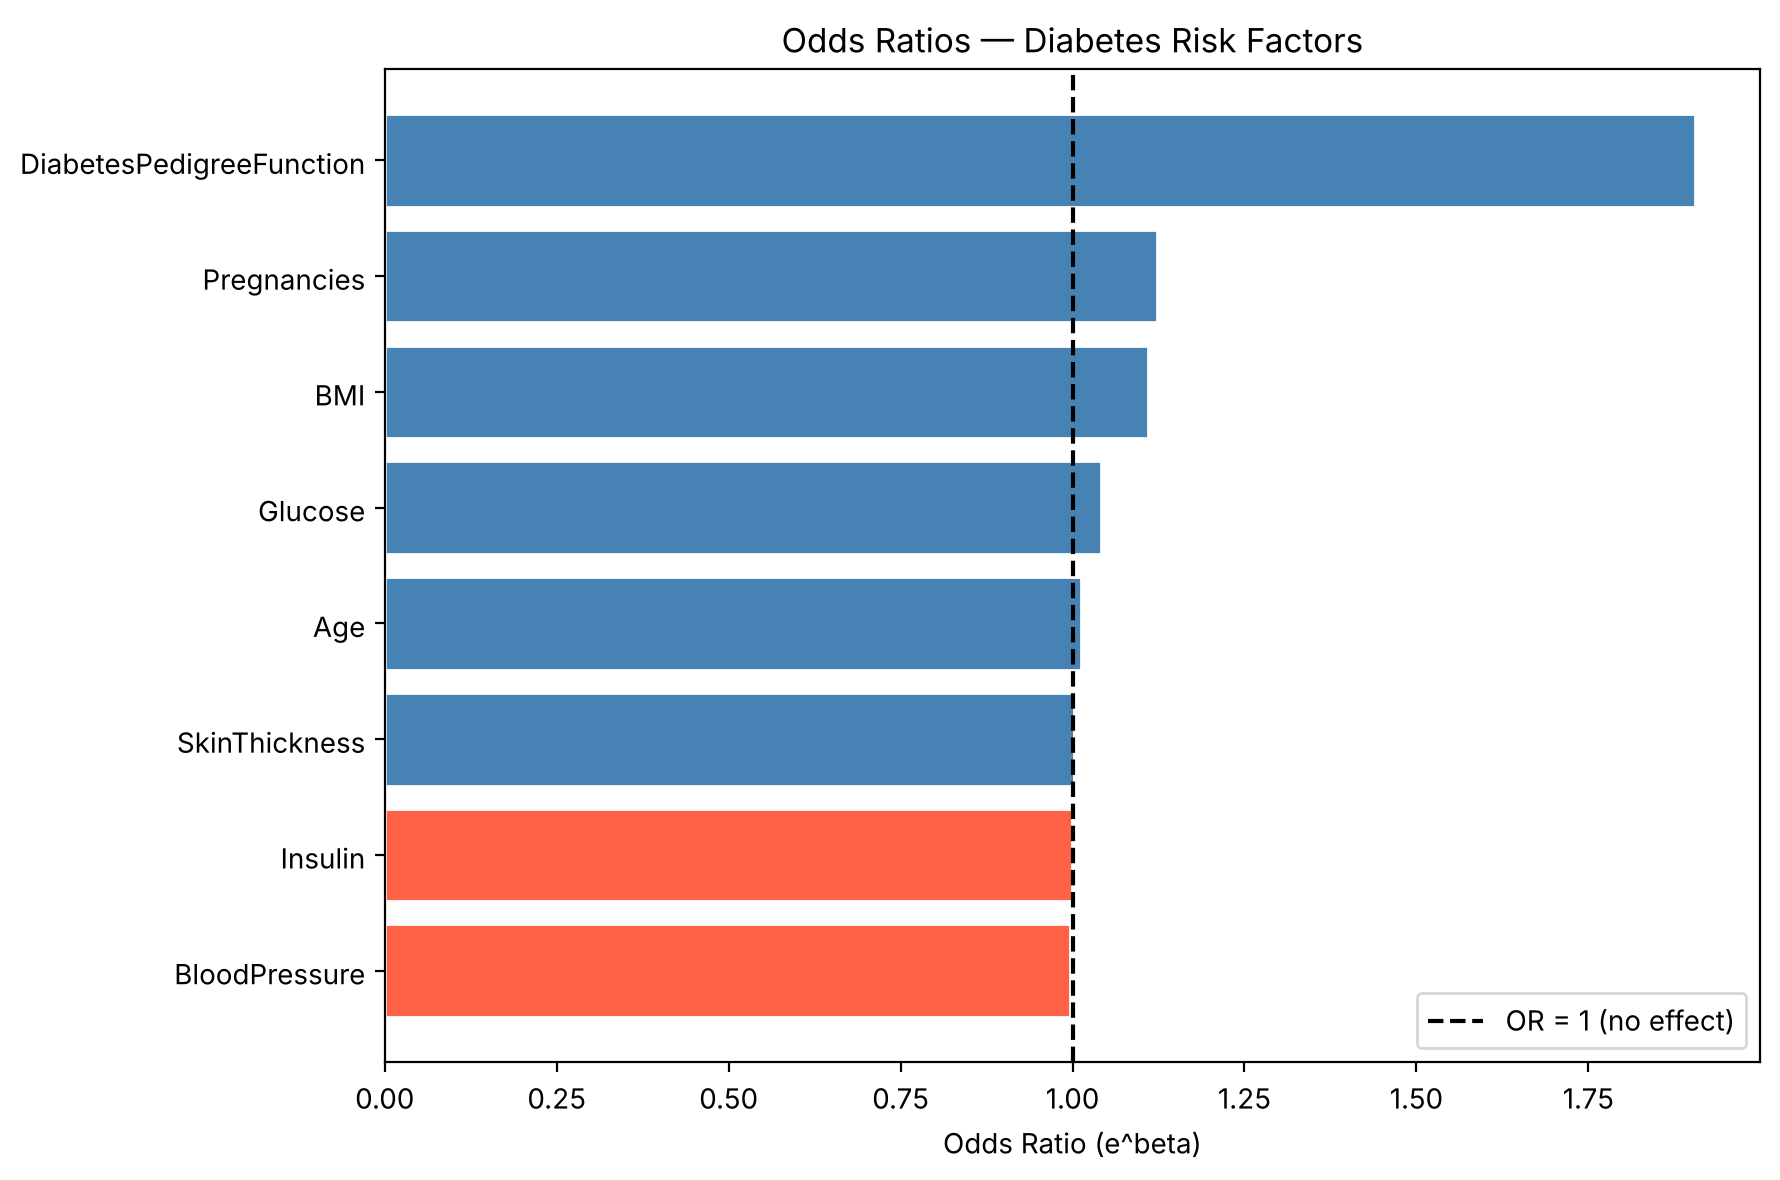 Odds Ratios — Diabetes Risk Factors
DiabetesPedigreeFunction
Pregnancies
BMI
Glucose
Age
SkinThickness
Insulin
BloodPressure
OR = 1 (no effect)
0.00 0.25 0.50 0.75 1.00 1.25 1.50 1.75
Odds Ratio (e^beta)